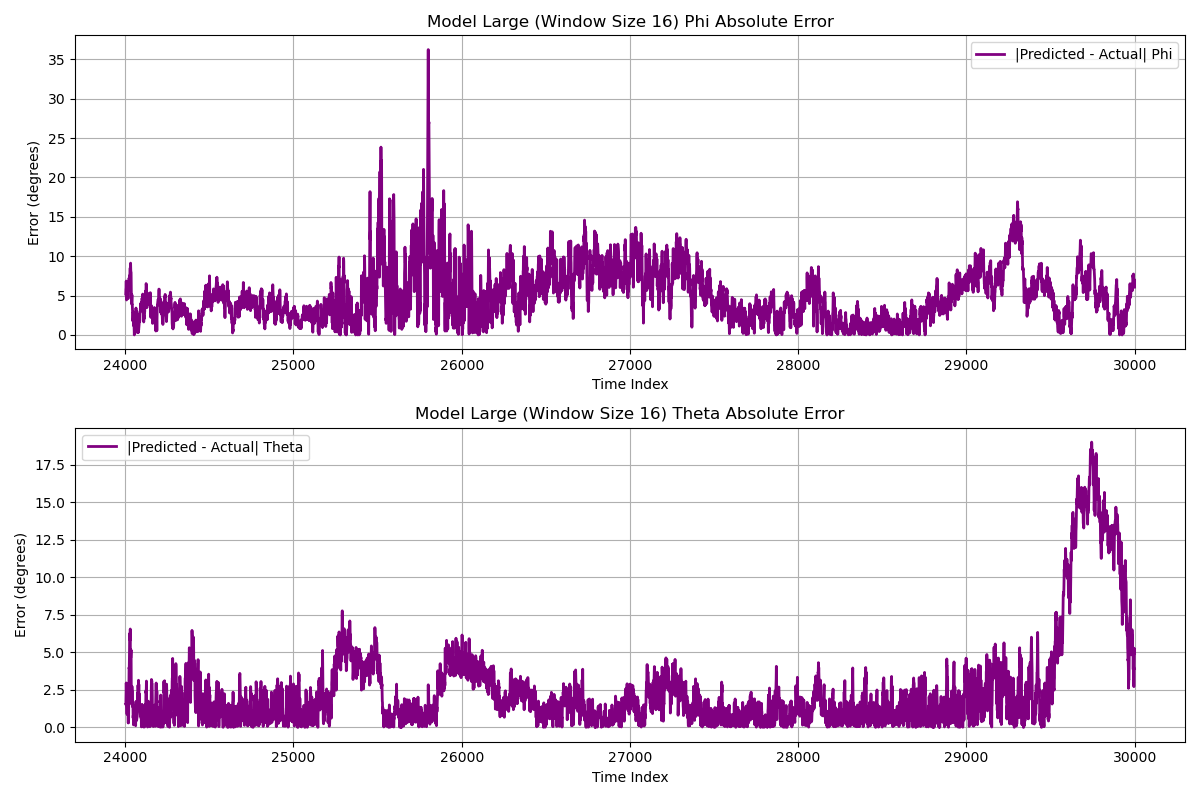 Model Large (Window Size 16) Phi Absolute Error
|Predicted - Actual| Phi
Error (degrees)
35
30
25
20
15
10
5
0
24000 25000 26000 27000 28000 29000 30000
Time Index
Model Large (Window Size 16) Theta Absolute Error
|Predicted - Actual| Theta
Error (degrees)
17.5
15.0
12.5
10.0
7.5
5.0
2.5
0.0
24000 25000 26000 27000 28000 29000 30000
Time Index